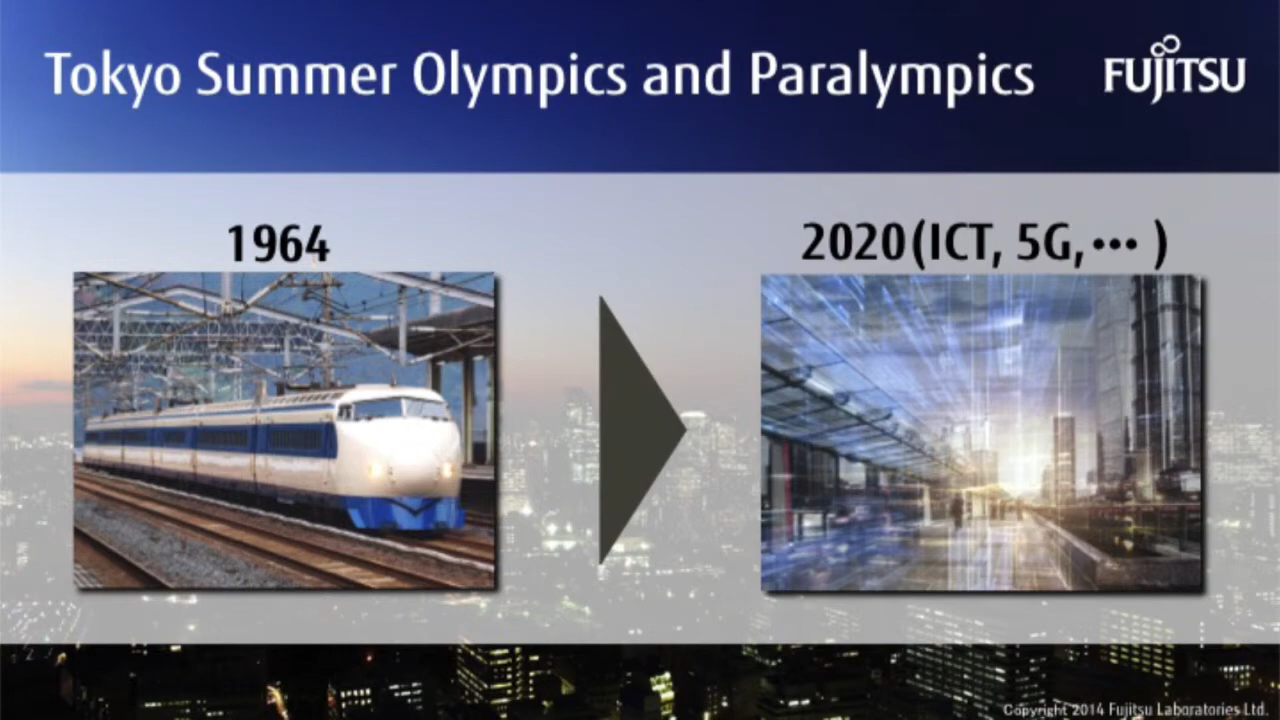 Tokyo Summer Olympics and Paralympics
FUJITSU
1964
2020(ICT, 5G,··· )
Copyright 2014 Fujitsu Laboratories Ltd.